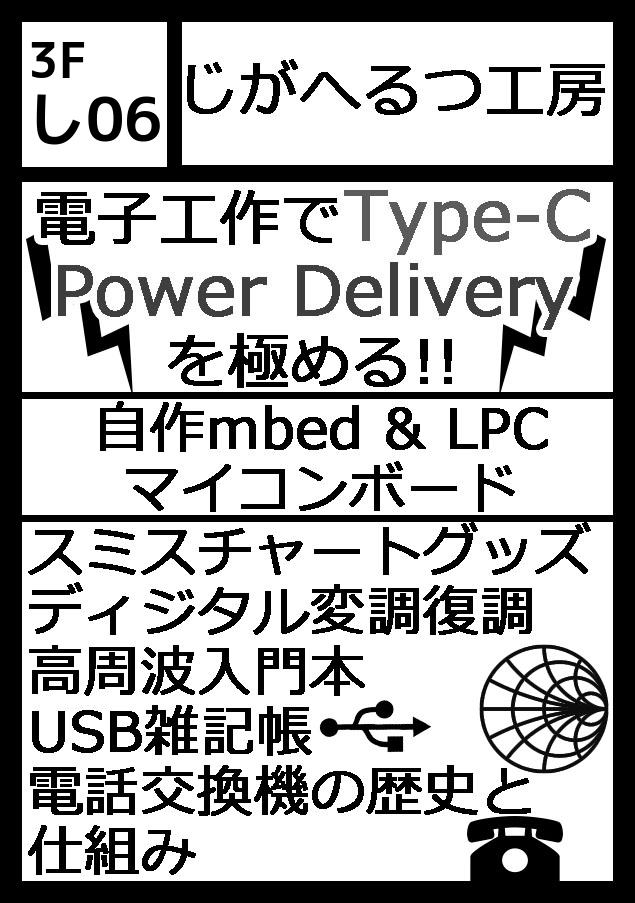 3F
し06
じがへるつ工房
電子工作でType-C
Power Delivery
を極める!!
自作mbed & LPC
マイコンボード
スミスチャートグッズ
ディジタル変調復調
高周波入門本
USB雑記帳
電話交換機の歴史と
仕組み